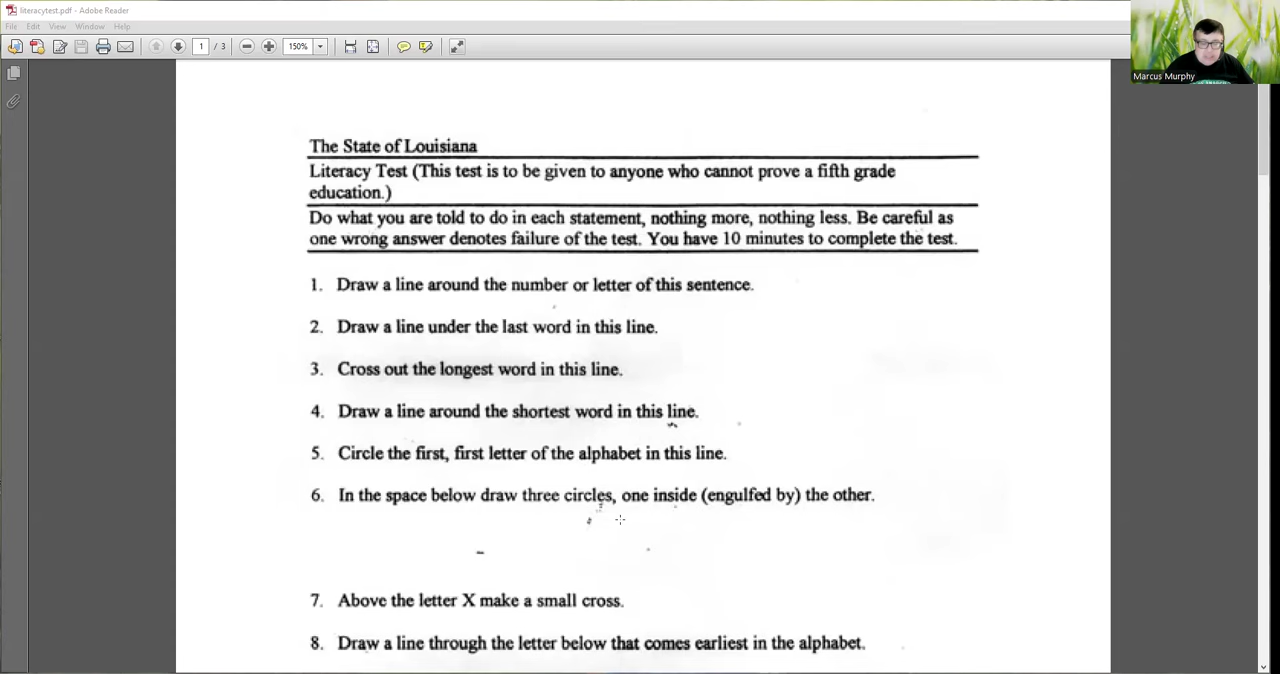 literacytest.pdf - Adobe Reader
File Edit View Window Help
1 / 3 150%
Marcus Murphy
The State of Louisiana
Literacy Test (This test is to be given to anyone who cannot prove a fifth grade
education.)
Do what you are told to do in each statement, nothing more, nothing less. Be careful as
one wrong answer denotes failure of the test. You have 10 minutes to complete the test.
1. Draw a line around the number or letter of this sentence.
2. Draw a line under the last word in this line.
3. Cross out the longest word in this line.
4. Draw a line around the shortest word in this line.
5. Circle the first, first letter of the alphabet in this line.
6. In the space below draw three circles, one inside (engulfed by) the other.
7. Above the letter X make a small cross.
8. Draw a line through the letter below that comes earliest in the alphabet.